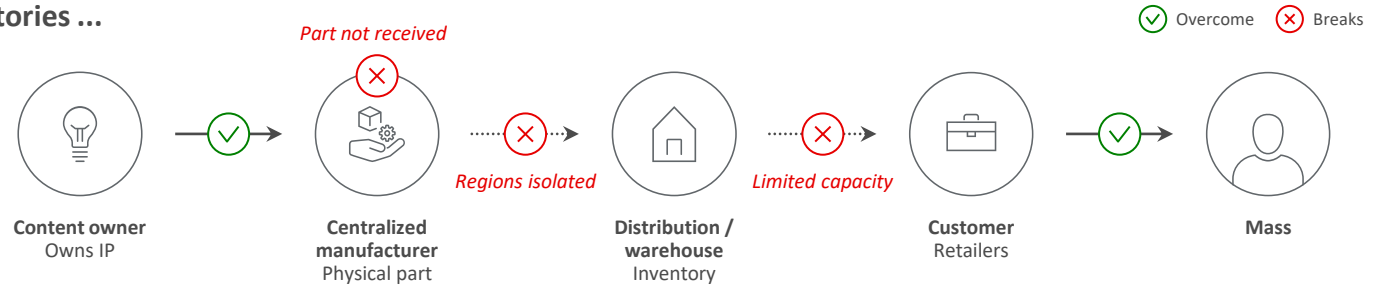 tories ...
Overcome
Breaks
Part not received
Regions isolated
Limited capacity
Content owner
Owns IP
Centralized
manufacturer
Physical part
Distribution /
warehouse
Inventory
Customer
Retailers
Mass